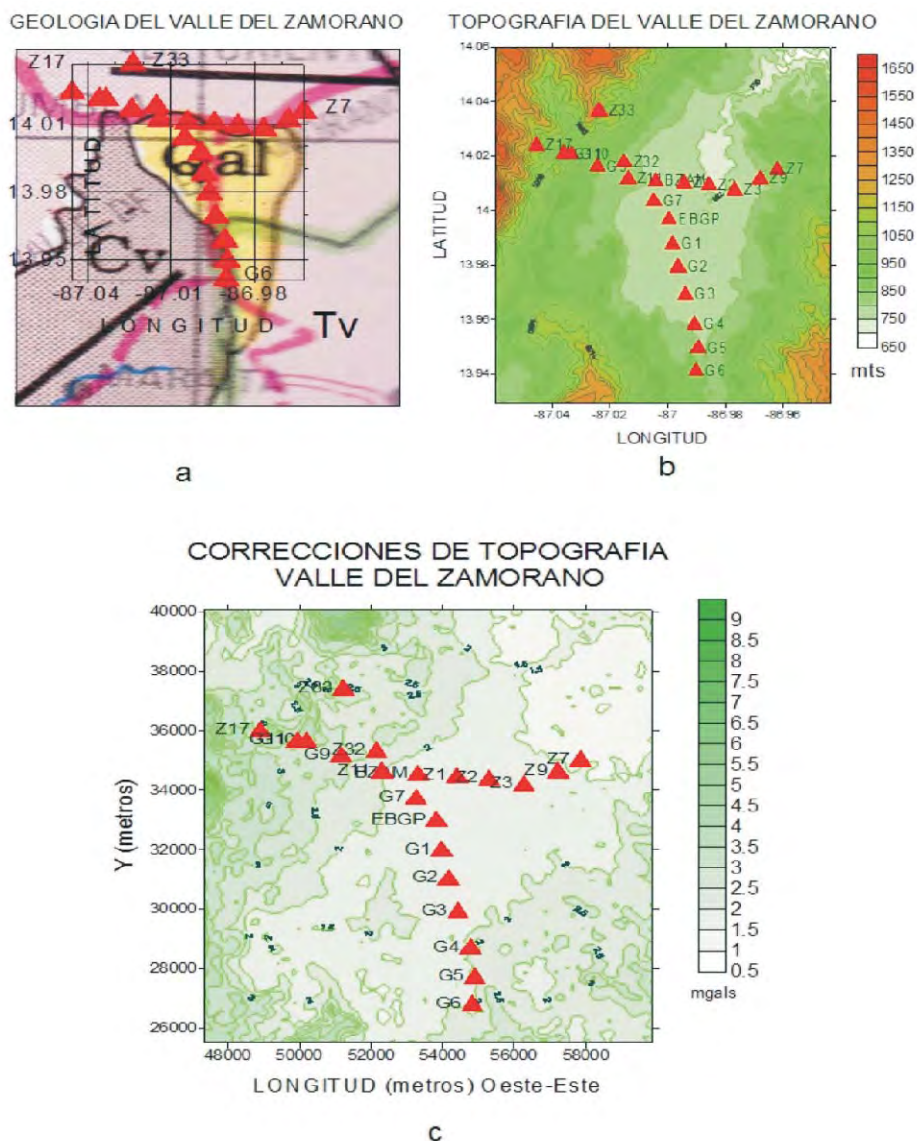 GEOLOGIA DEL VALLE DEL ZAMORANO
Z17
Z33
Z7
14.01
Qal
LATITUD
13.98
13.95
Cv
G6
-87.04
-87.01
-86.98
LONGITUD
Tv
a
TOPOGRAFIA DEL VALLE DEL ZAMORANO
14.06
14.04
14.02
14
13.98
13.96
13.94
LATITUD
Z33
Z17
Z32
Z7
Z9
Z3
G7
EBGP
G1
G2
G3
G4
G5
G6
-87.04
-87.02
-87
-86.98
-86.96
LONGITUD
1650
1550
1450
1350
1250
1150
1050
950
850
750
650
mts
b
CORRECCIONES DE TOPOGRAFIA
VALLE DEL ZAMORANO
40000
38000
36000
34000
32000
30000
28000
26000
Y (metros)
Z17
G9
Z32
Z1
Z2
Z3
Z9
Z7
G7
EBGP
G1
G2
G3
G4
G5
G6
48000
50000
52000
54000
56000
58000
LONGITUD (metros) Oeste-Este
9
8.5
8
7.5
7
6.5
6
5.5
5
4.5
4
3.5
3
2.5
2
1.5
1
0.5
mgals
c